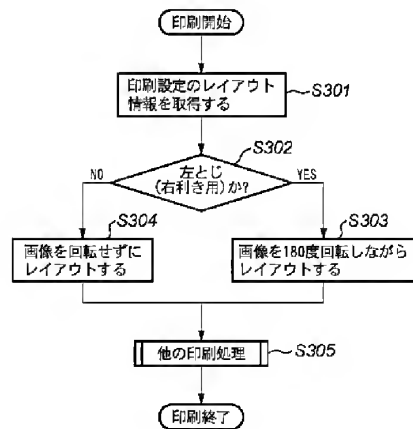 印刷開始
印刷設定のレイアウト
情報を取得する
S301
S302
左とじ
(右利き用)か?
NO
YES
S304
S303
画像を回転せずに
レイアウトする
画像を180度回転しながら
レイアウトする
他の印刷処理
S305
印刷終了